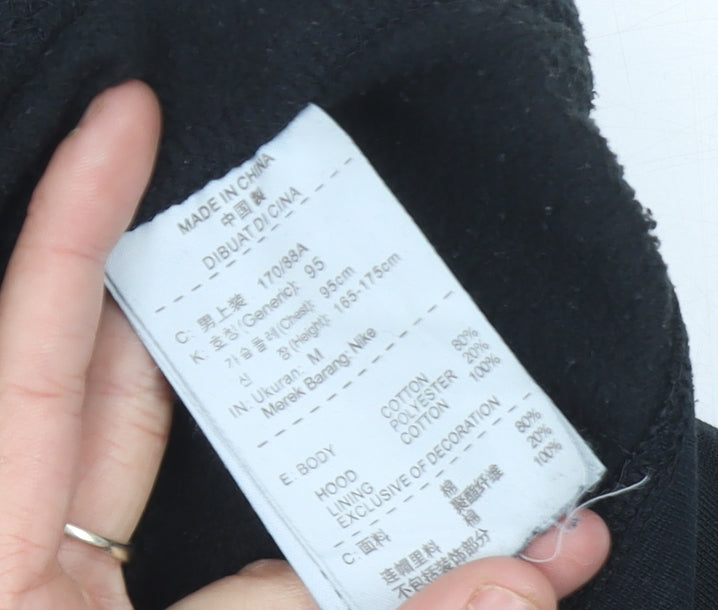 MADE IN CHINA
中国製
DIBUAT DI CINA
C: 男上装 170/88A
K: 호칭(Generic): 95
가슴둘레(Chest): 95cm
신 장(Height): 165-175cm
IN: Ukuran: M
Merek Barang: Nike
E: BODY COTTON 80%
POLYESTER 20%
HOOD COTTON 100%
LINING
EXCLUSIVE OF DECORATION
C: 面料 棉 80%
聚酯纤维 20%
连帽里料 棉 100%
不包括装饰部分